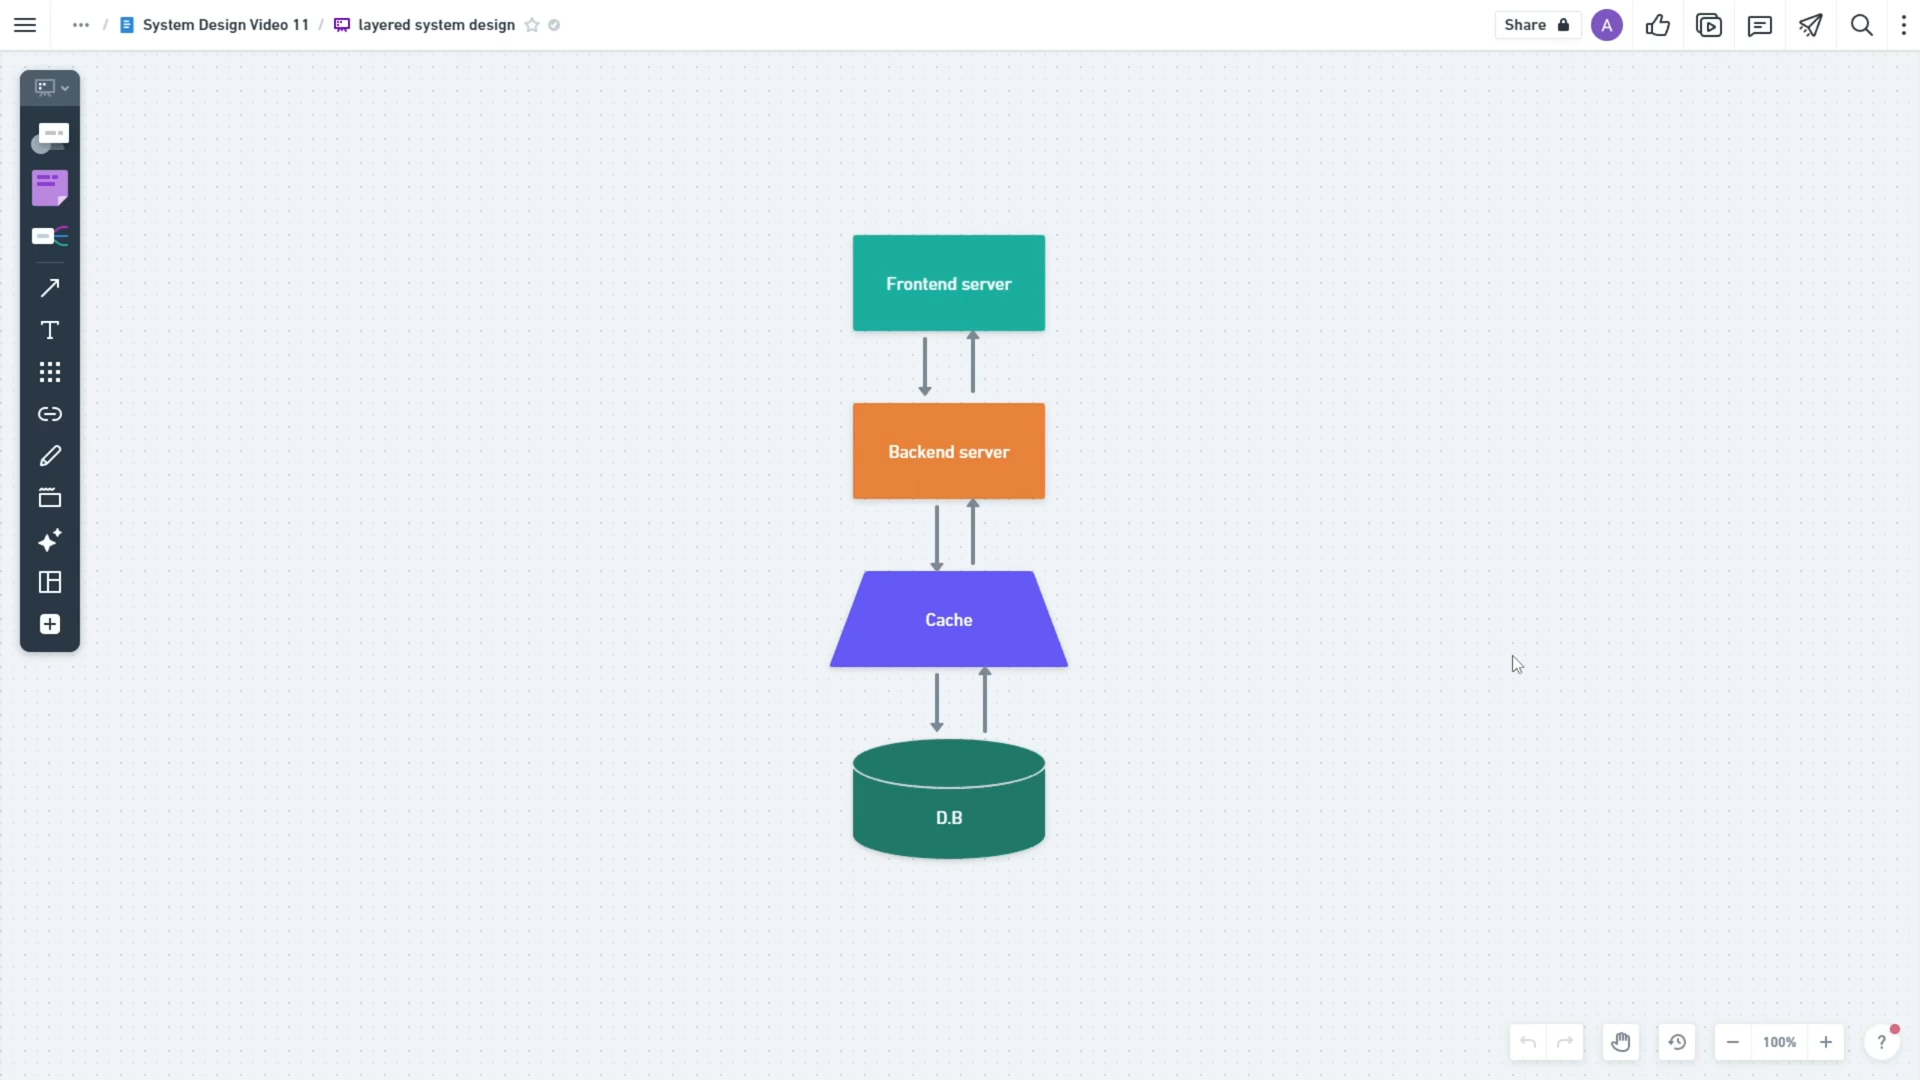 System Design Video 11 / layered system design
Share
A
Frontend server
Backend server
Cache
D.B
100%
?